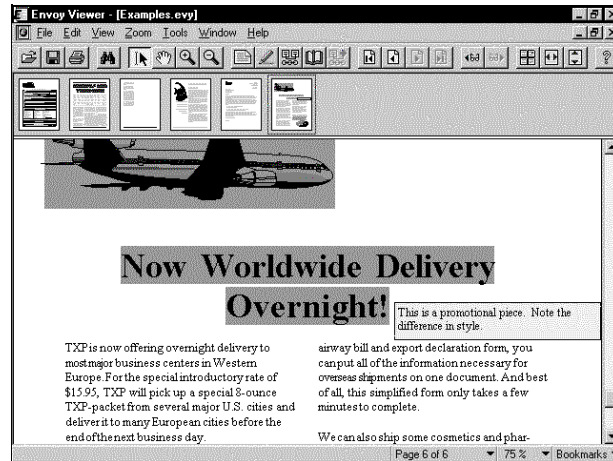 Envoy Viewer - [Examples.evy]
File Edit View Zoom Tools Window Help
Now Worldwide Delivery
Overnight!
This is a promotional piece. Note the
difference in style.
TXP is now offering overnight delivery to
most major business centers in Western
Europe. For the special introductory rate of
$15.95, TXP will pick up a special 8-ounce
TXP-packet from several major U.S. cities and
deliver it to many European cities before the
end of the next business day.
airway bill and export declaration form, you
can put all of the information necessary for
overseas shipments on one document. And best
of all, this simplified form only takes a few
minutes to complete.
We can also ship some cosmetics and phar-
Page 6 of 6 75 % Bookmarks